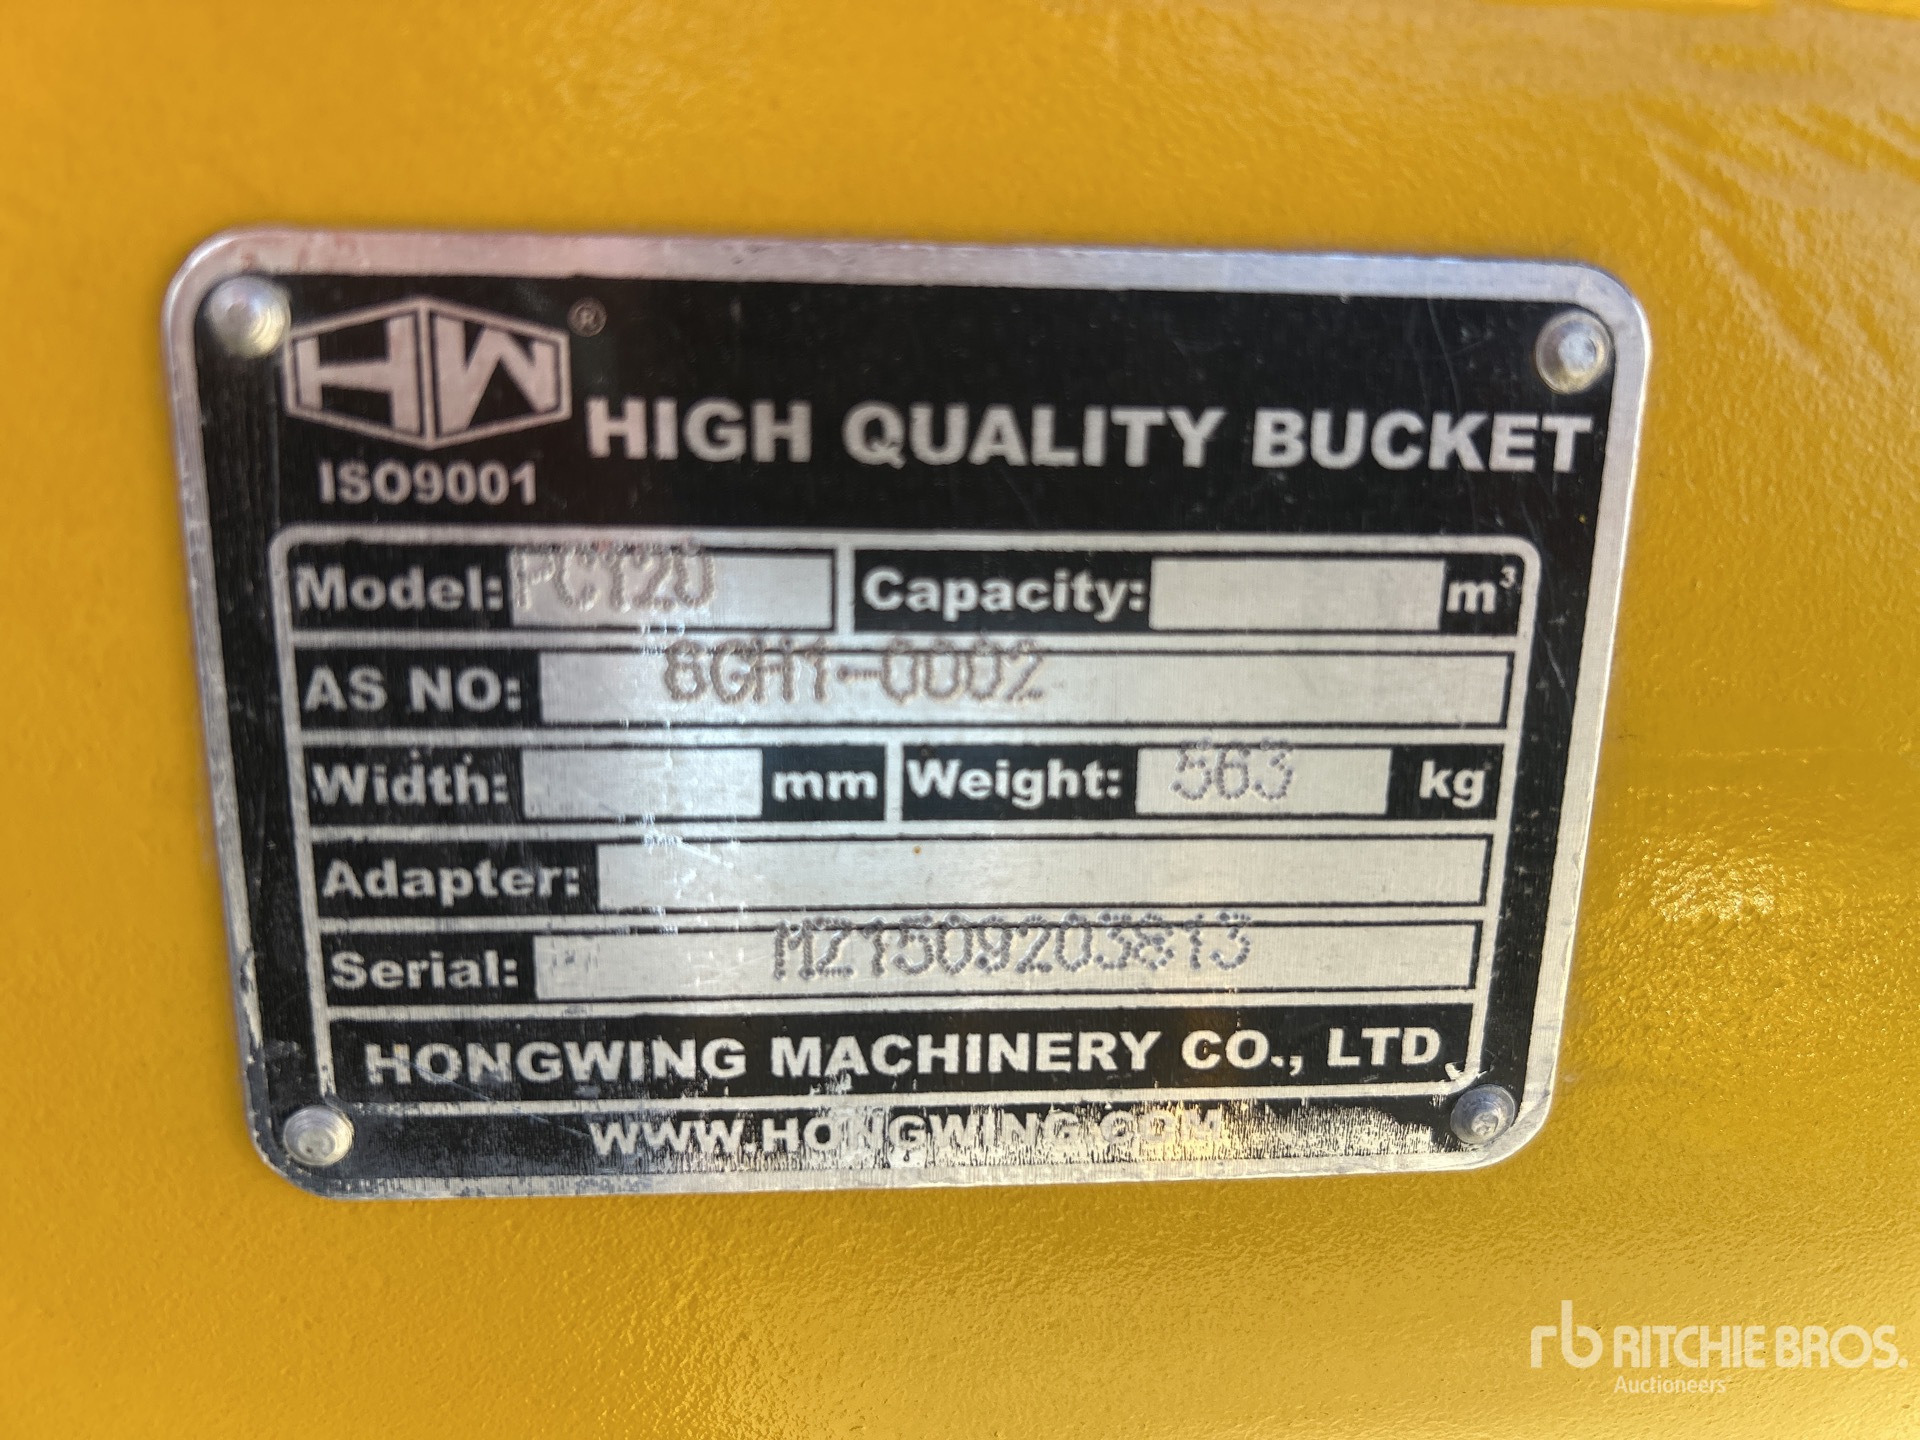 HW®
ISO9001
HIGH QUALITY BUCKET
Model: PC120 Capacity: m³
AS NO: 8GH1-0002
Width: mm Weight: 563 kg
Adapter:
Serial: MZ1509203813
HONGWING MACHINERY CO., LTD
WWW.HONGWING.COM
rb RITCHIE BROS.
Auctioneers